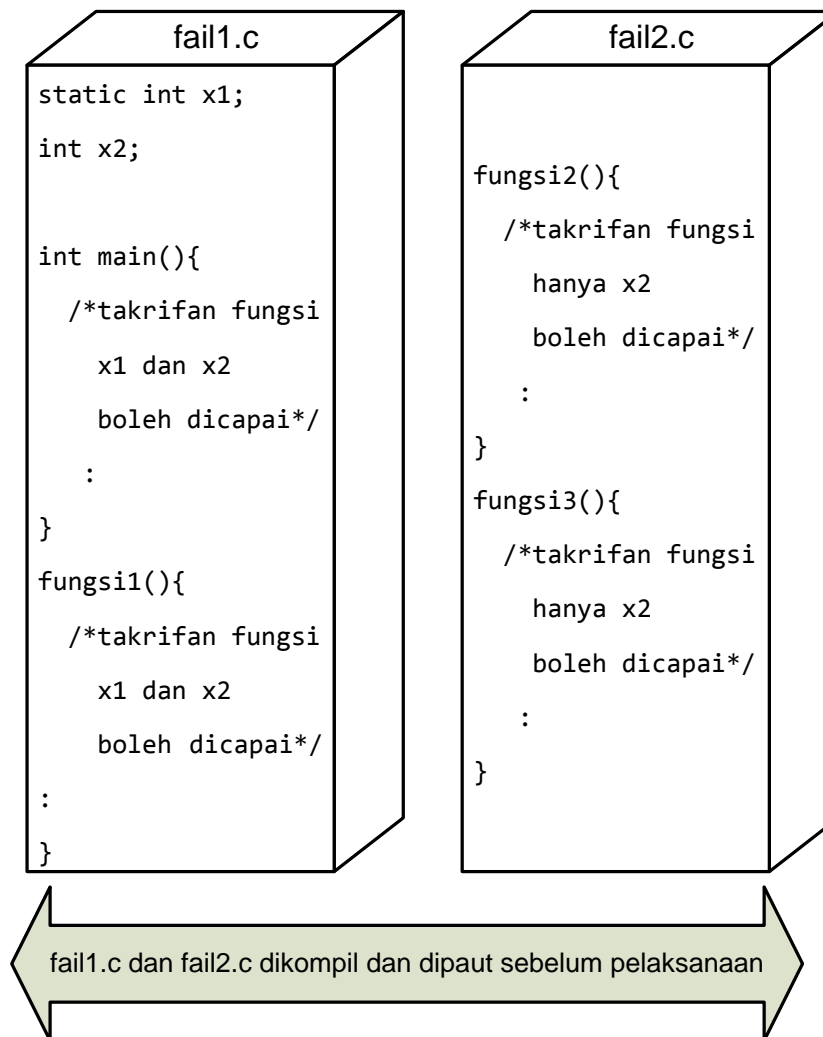 fail1.c
static int x1;
int x2;
int main(){
/*takrifan fungsi
x1 dan x2
boleh dicapai*/
:
}
fungsi1(){
/*takrifan fungsi
x1 dan x2
boleh dicapai*/
:
}
fail2.c
fungsi2(){
/*takrifan fungsi
hanya x2
boleh dicapai*/
:
}
fungsi3(){
/*takrifan fungsi
hanya x2
boleh dicapai*/
:
}
fail1.c dan fail2.c dikompil dan dipaut sebelum pelaksanaan